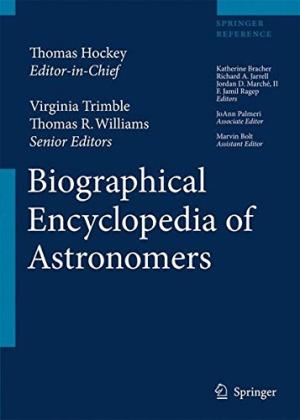 SPRINGER
REFERENCE
Thomas Hockey
Editor-in-Chief
Virginia Trimble
Thomas R. Williams
Senior Editors
Katherine Bracher
Richard A. Jarrell
Jordan D. Marché, II
F. Jamil Ragep
Editors
JoAnn Palmeri
Associate Editor
Marvin Bolt
Assistant Editor
Biographical
Encyclopedia of
Astronomers
Springer